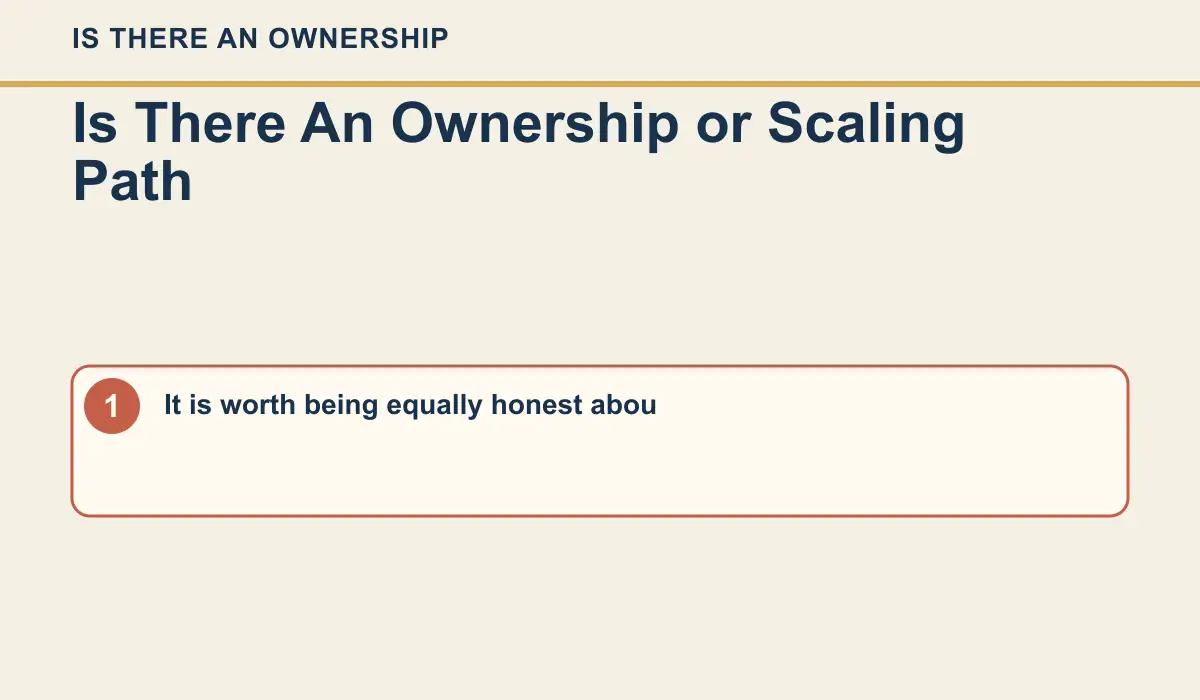 IS THERE AN OWNERSHIP
Is There An Ownership or Scaling
Path
1
It is worth being equally honest abou